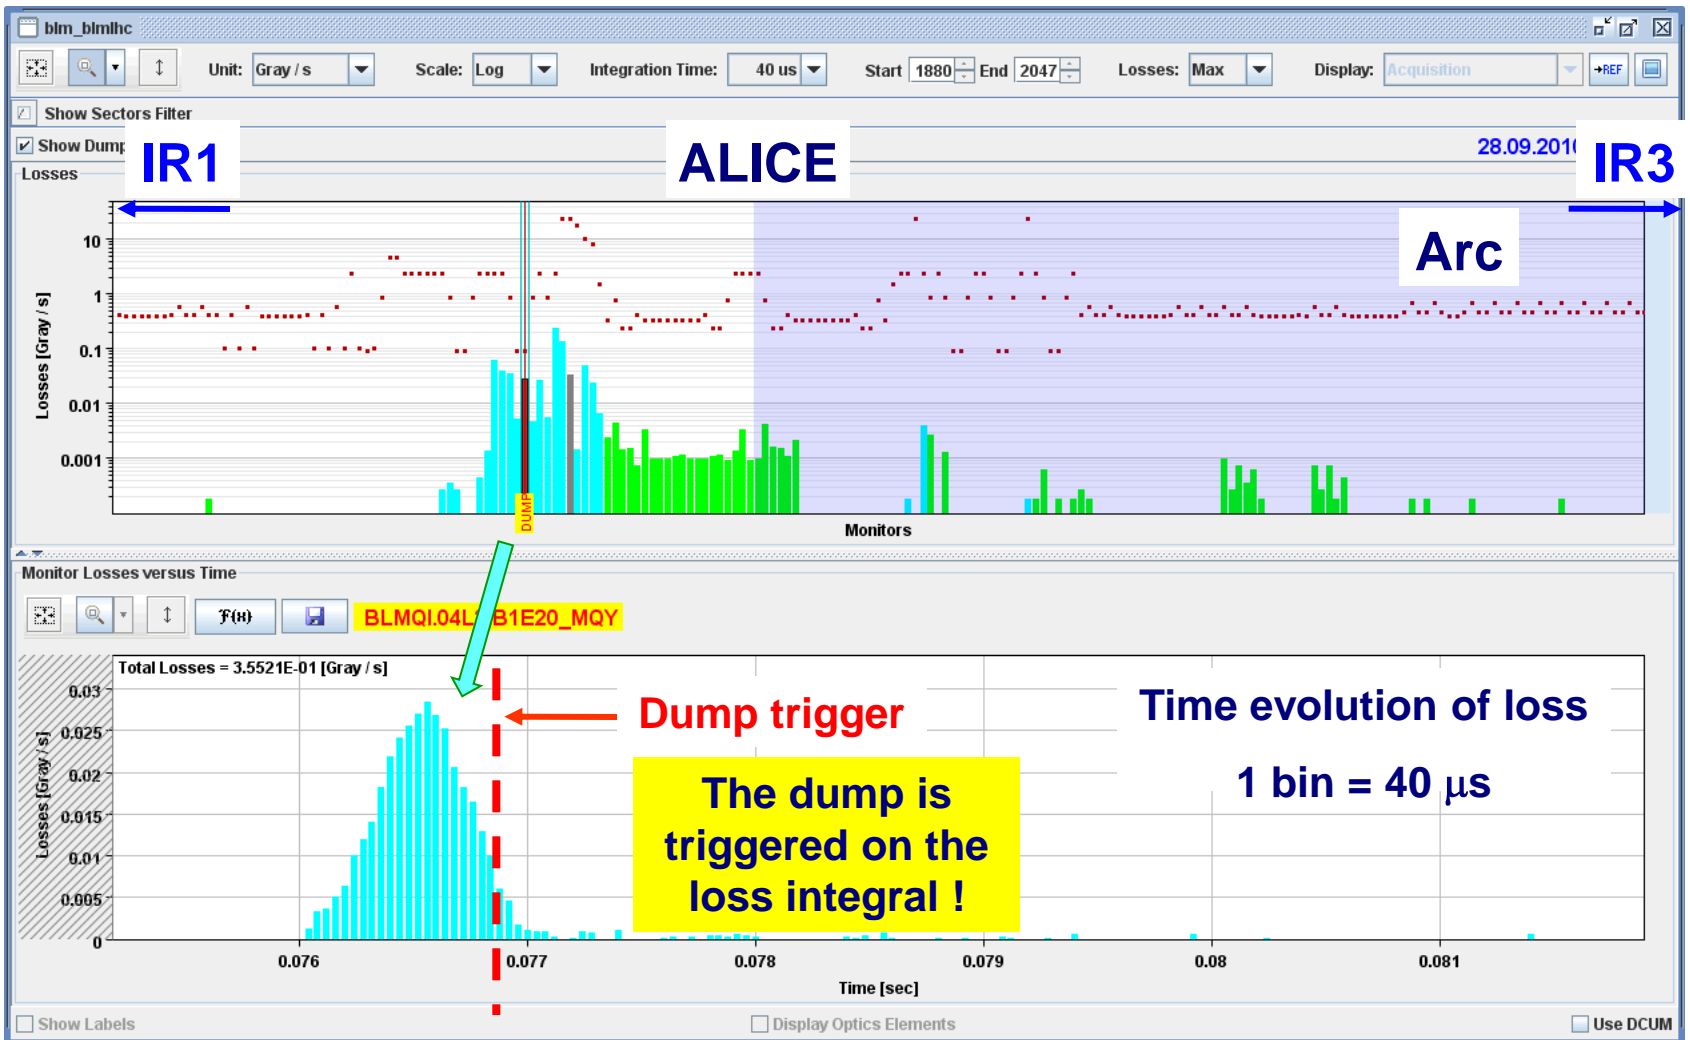 blm_blmlhc
Unit: Gray / s Scale: Log Integration Time: 40 us Start 1880 End 2047 Losses: Max Display: Acquisition →REF
Show Sectors Filter
Show Dump
IR1 ALICE 28.09.2010 IR3
Losses
Arc
10
1
0.1
0.01
0.001
Losses [Gray / s]
DUMP
Monitors
Monitor Losses versus Time
F(x) BLMQI.04L B1E20_MQY
Total Losses = 3.5521E-01 [Gray / s]
0.03
0.025
0.02
0.015
0.01
0.005
0
Losses [Gray / s]
Dump trigger
Time evolution of loss
1 bin = 40 μs
The dump is
triggered on the
loss integral !
0.076 0.077 0.078 0.079 0.08 0.081
Time [sec]
Show Labels Display Optics Elements Use DCUM